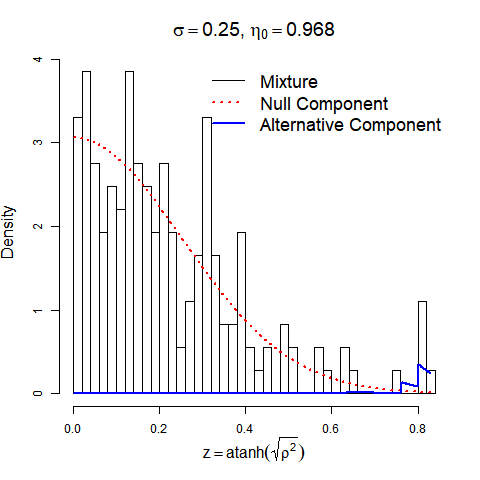 σ = 0.25, η₀ = 0.968
Mixture
Null Component
Alternative Component
Density
4
3
2
1
0
0.0 0.2 0.4 0.6 0.8
z = atanh(√ρ²)